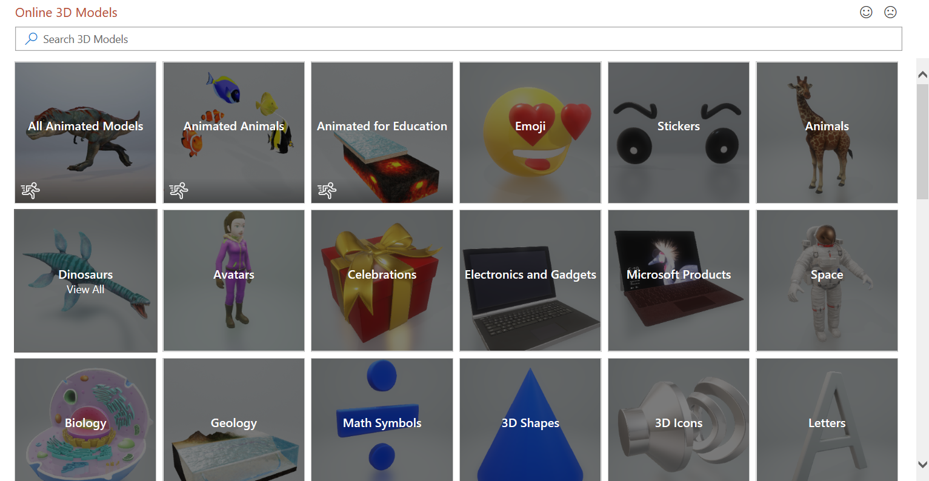 Online 3D Models
Search 3D Models
All Animated Models
Animated Animals
Animated for Education
Emoji
Stickers
Animals
Dinosaurs
View All
Avatars
Celebrations
Electronics and Gadgets
Microsoft Products
Space
Biology
Geology
Math Symbols
3D Shapes
3D Icons
Letters
A